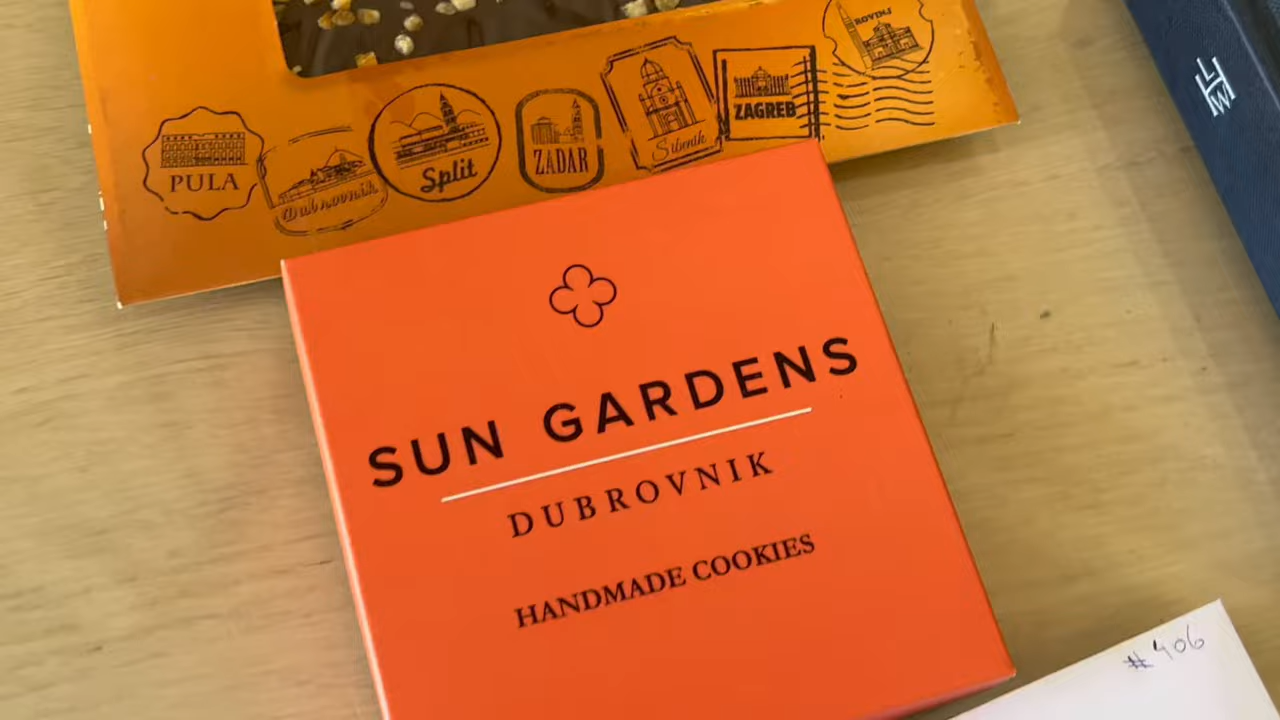 PULA
Dubrovnik
Split
ZADAR
Šibenik
ZAGREB
ROVINJ
SUN GARDENS
DUBROVNIK
HANDMADE COOKIES
#406